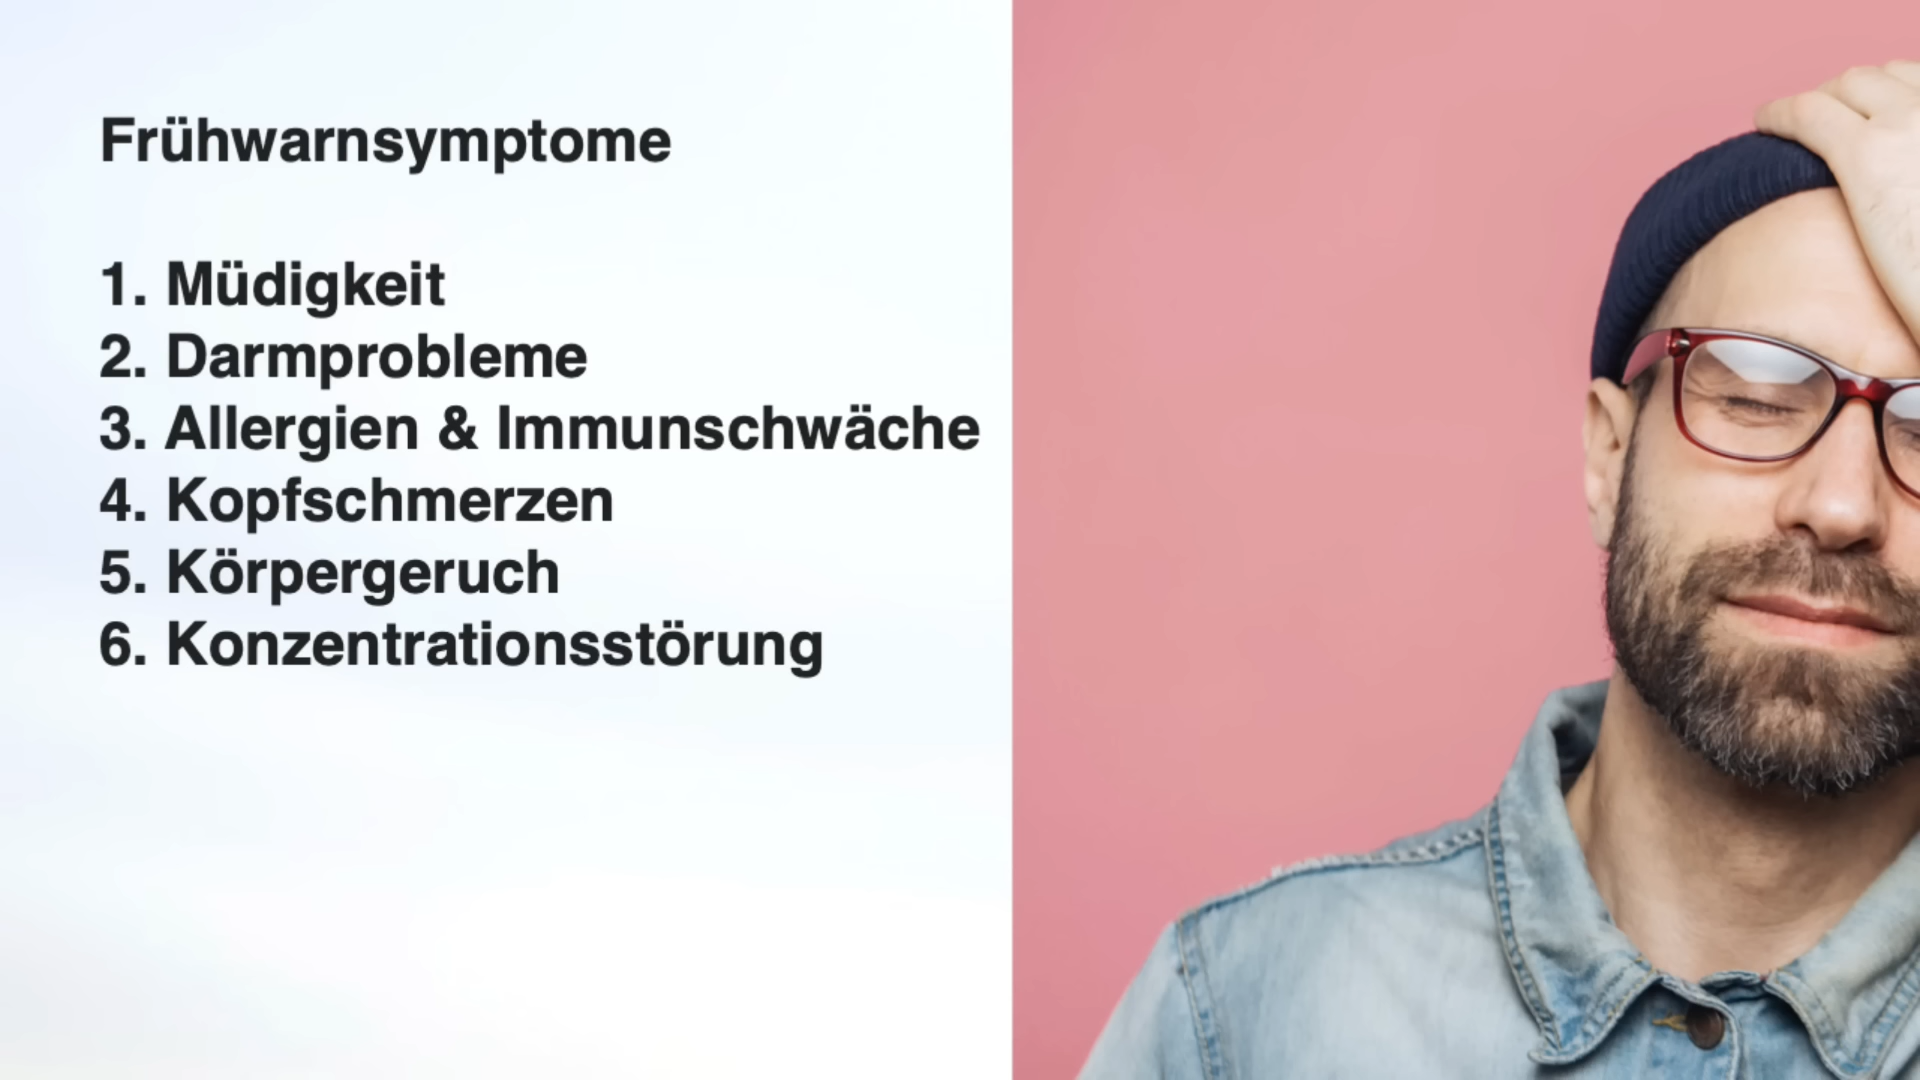 Frühwarnsymptome
1. Müdigkeit
2. Darmprobleme
3. Allergien & Immunschwäche
4. Kopfschmerzen
5. Körpergeruch
6. Konzentrationsstörung